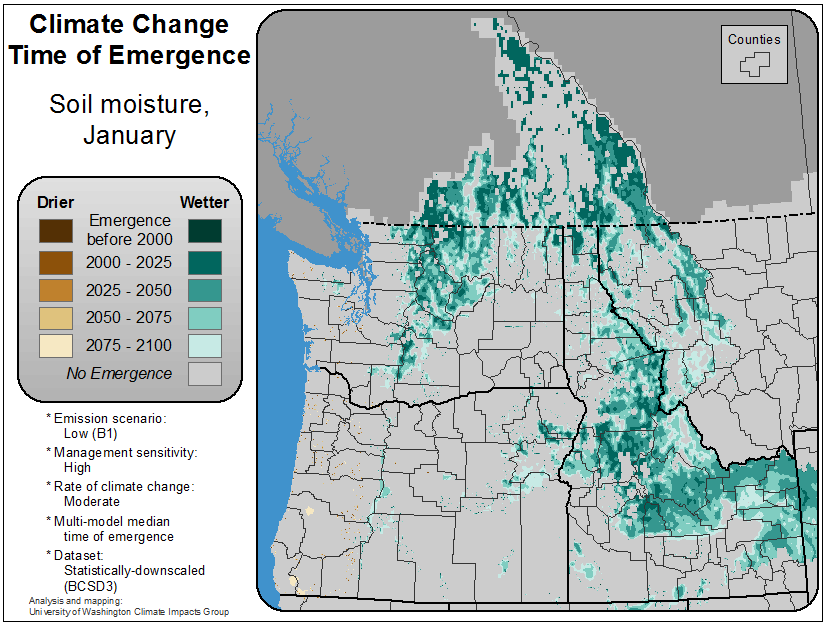 Climate Change
Time of Emergence
Soil moisture,
January
Counties
Drier
Wetter
Emergence
before 2000
2000 - 2025
2025 - 2050
2050 - 2075
2075 - 2100
No Emergence
* Emission scenario:
Low (B1)
* Management sensitivity:
High
* Rate of climate change:
Moderate
* Multi-model median
time of emergence
* Dataset:
Statistically-downscaled
(BCSD3)
Analysis and mapping:
University of Washington Climate Impacts Group